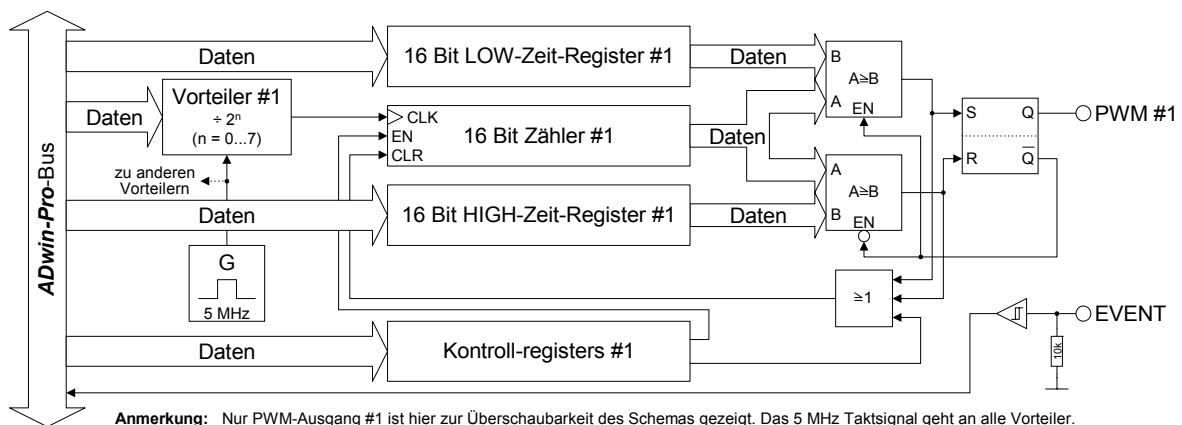 ADwin-Pro-Bus
Daten
16 Bit LOW-Zeit-Register #1
Daten
B
A≥B
A
EN
Daten
Vorteiler #1
÷ 2ⁿ
(n = 0...7)
CLK
EN
CLR
16 Bit Zähler #1
Daten
S
Q
R
Q̅
PWM #1
zu anderen
Vorteilern
A
A≥B
B
EN
Daten
16 Bit HIGH-Zeit-Register #1
Daten
G
5 MHz
≥1
EVENT
10k
Daten
Kontroll-registers #1
Anmerkung: Nur PWM-Ausgang #1 ist hier zur Überschaubarkeit des Schemas gezeigt. Das 5 MHz Taktsignal geht an alle Vorteiler.